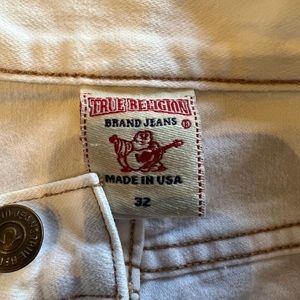 TRUE RELIGION
BRAND JEANS ®
MADE IN USA
32